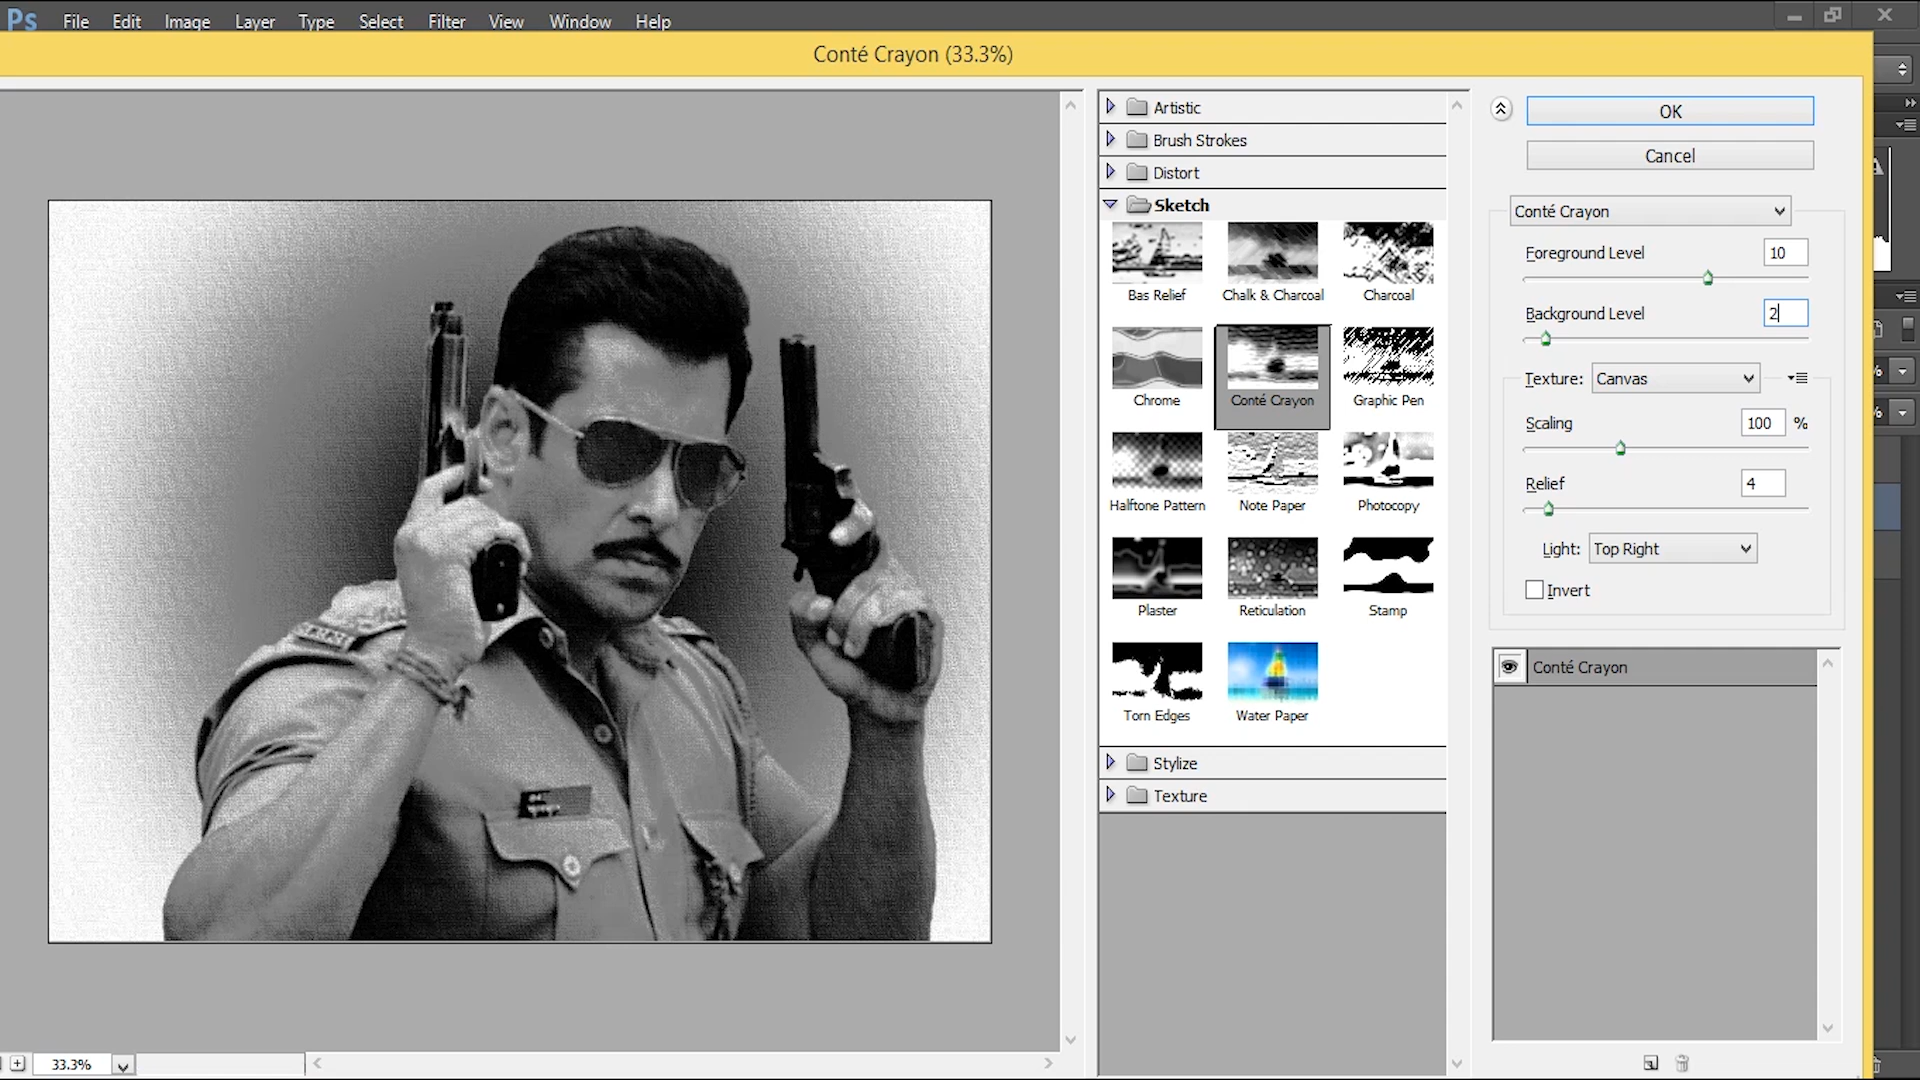 Ps File Edit Image Layer Type Select Filter View Window Help
Conté Crayon (33.3%)
Artistic
Brush Strokes
Distort
Sketch
Bas Relief Chalk & Charcoal Charcoal
Chrome Conté Crayon Graphic Pen
Halftone Pattern Note Paper Photocopy
Plaster Reticulation Stamp
Torn Edges Water Paper
Stylize
Texture
OK
Cancel
Conté Crayon
Foreground Level 10
Background Level 2
Texture: Canvas
Scaling 100 %
Relief 4
Light: Top Right
Invert
Conté Crayon
33.3%